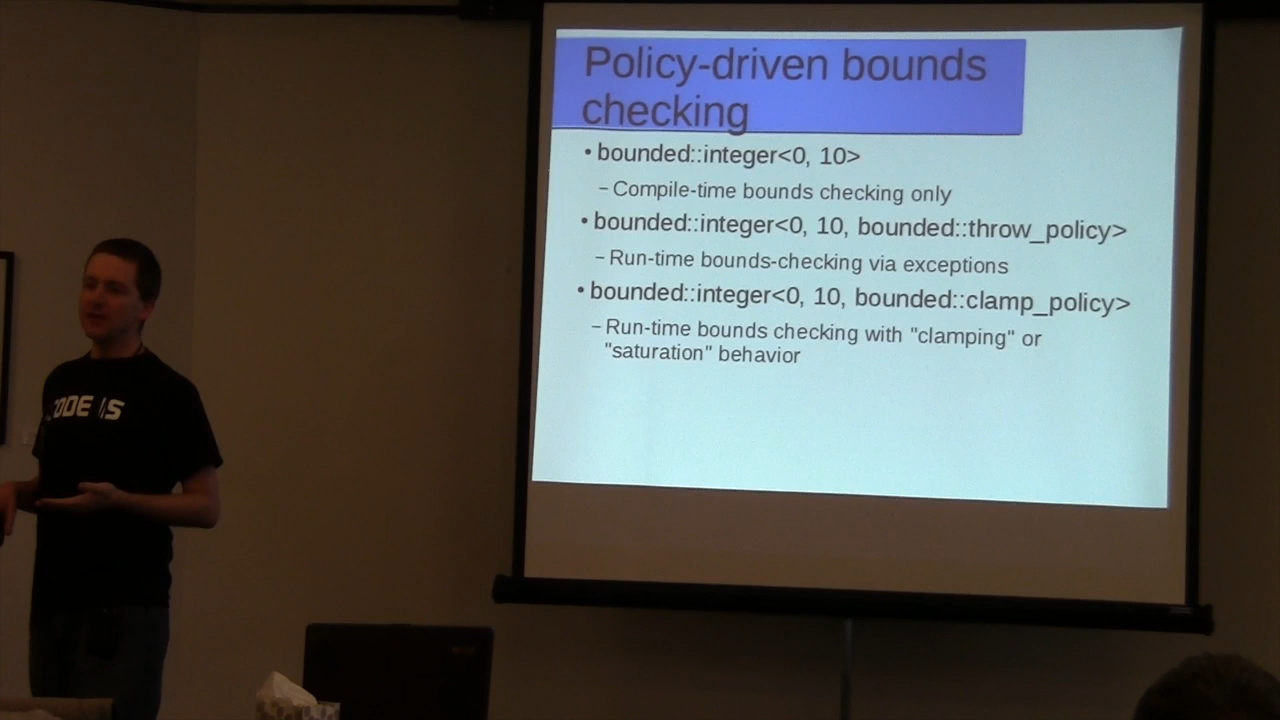 Policy-driven bounds
checking
• bounded::integer<0, 10>
– Compile-time bounds checking only
• bounded::integer<0, 10, bounded::throw_policy>
– Run-time bounds-checking via exceptions
• bounded::integer<0, 10, bounded::clamp_policy>
– Run-time bounds checking with "clamping" or
"saturation" behavior
CODE